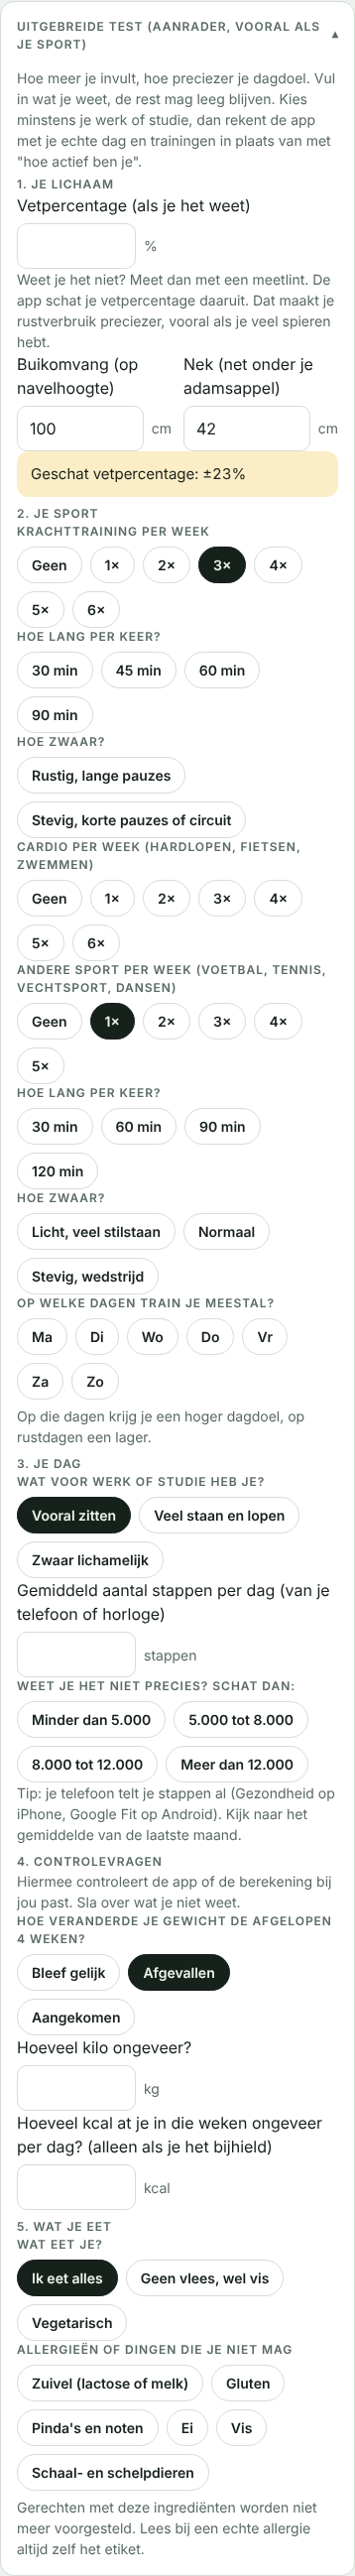 UITGEBREIDE TEST (AANRADER, VOORAL ALS
JE SPORT)
▲
Hoe meer je invult, hoe preciezer je dagdoel. Vul
in wat je weet, de rest mag leeg blijven. Kies
minstens je werk of studie, dan rekent de app
met je echte dag en trainingen in plaats van met
"hoe actief ben je".
1. JE LICHAAM
Vetpercentage (als je het weet)
%
Weet je het niet? Meet dan met een meetlint. De
app schat je vetpercentage daaruit. Dat maakt je
rustverbruik preciezer, vooral als je veel spieren
hebt.
Buikomvang (op
navelhoogte)
Nek (net onder je
adamsappel)
100 cm 42 cm
Geschat vetpercentage: ±23%
2. JE SPORT
KRACHTTRAINING PER WEEK
Geen 1× 2× 3× 4×
5× 6×
HOE LANG PER KEER?
30 min 45 min 60 min
90 min
HOE ZWAAR?
Rustig, lange pauzes
Stevig, korte pauzes of circuit
CARDIO PER WEEK (HARDLOPEN, FIETSEN,
ZWEMMEN)
Geen 1× 2× 3× 4×
5× 6×
ANDERE SPORT PER WEEK (VOETBAL, TENNIS,
VECHTSPORT, DANSEN)
Geen 1× 2× 3× 4×
5×
HOE LANG PER KEER?
30 min 60 min 90 min
120 min
HOE ZWAAR?
Licht, veel stilstaan Normaal
Stevig, wedstrijd
OP WELKE DAGEN TRAIN JE MEESTAL?
Ma Di Wo Do Vr
Za Zo
Op die dagen krijg je een hoger dagdoel, op
rustdagen een lager.
3. JE DAG
WAT VOOR WERK OF STUDIE HEB JE?
Vooral zitten Veel staan en lopen
Zwaar lichamelijk
Gemiddeld aantal stappen per dag (van je
telefoon of horloge)
stappen
WEET JE HET NIET PRECIES? SCHAT DAN:
Minder dan 5.000 5.000 tot 8.000
8.000 tot 12.000 Meer dan 12.000
Tip: je telefoon telt je stappen al (Gezondheid op
iPhone, Google Fit op Android). Kijk naar het
gemiddelde van de laatste maand.
4. CONTROLEVRAGEN
Hiermee controleert de app of de berekening bij
jou past. Sla over wat je niet weet.
HOE VERANDERDE JE GEWICHT DE AFGELOPEN
4 WEKEN?
Bleef gelijk Afgevallen
Aangekomen
Hoeveel kilo ongeveer?
kg
Hoeveel kcal at je in die weken ongeveer
per dag? (alleen als je het bijhield)
kcal
5. WAT JE EET
WAT EET JE?
Ik eet alles Geen vlees, wel vis
Vegetarisch
ALLERGIEËN OF DINGEN DIE JE NIET MAG
Zuivel (lactose of melk) Gluten
Pinda's en noten Ei Vis
Schaal- en schelpdieren
Gerechten met deze ingrediënten worden niet
meer voorgesteld. Lees bij een echte allergie
altijd zelf het etiket.